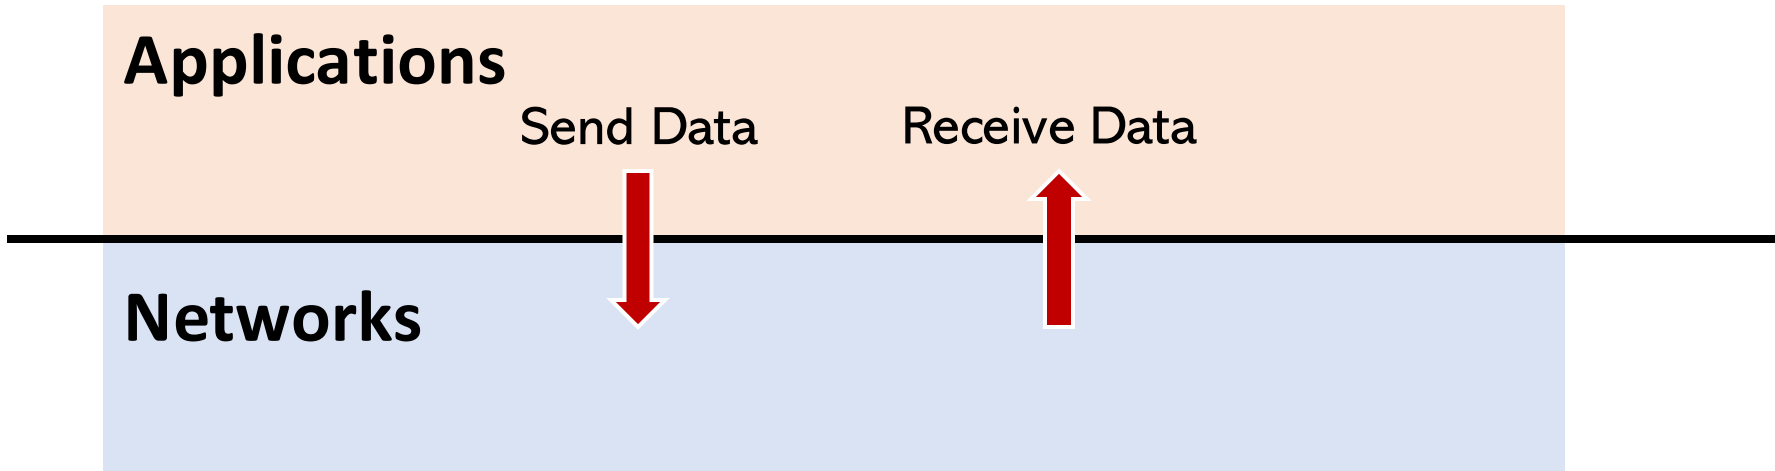 Applications
Send Data
Receive Data
Networks